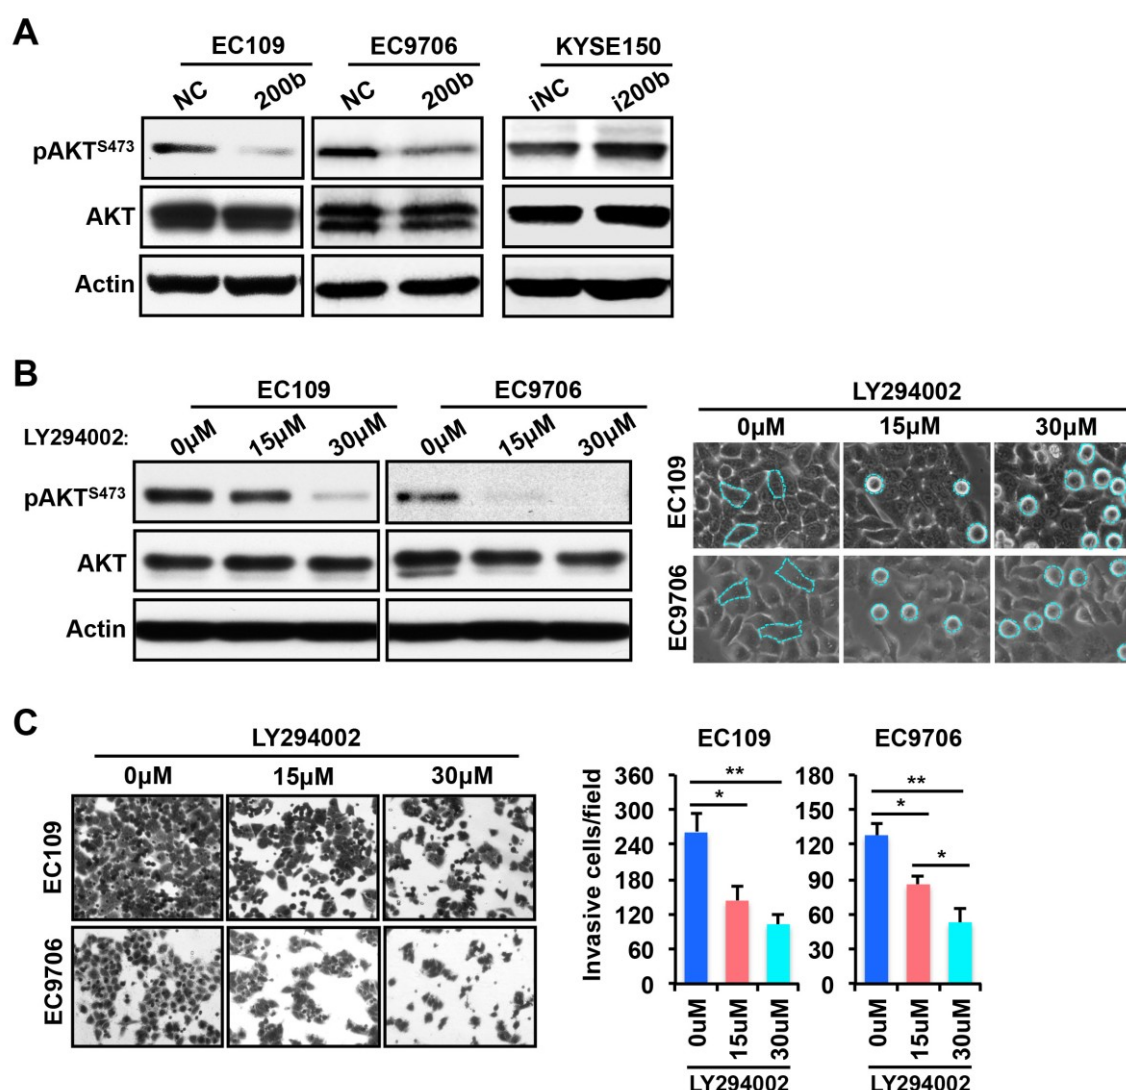 A
EC109 EC9706 KYSE150
NC 200b NC 200b iNC i200b
pAKTS473
AKT
Actin
B
EC109 EC9706
LY294002: 0µM 15µM 30µM 0µM 15µM 30µM
pAKTS473
AKT
Actin
LY294002
0µM 15µM 30µM
EC109
EC9706
C
LY294002
0µM 15µM 30µM
EC109
EC9706
EC109
Invasive cells/field
360
300
240
180
120
60
0
**
*
0uM 15uM 30uM
LY294002
EC9706
180
150
120
90
60
30
0
**
*
*
0uM 15uM 30uM
LY294002